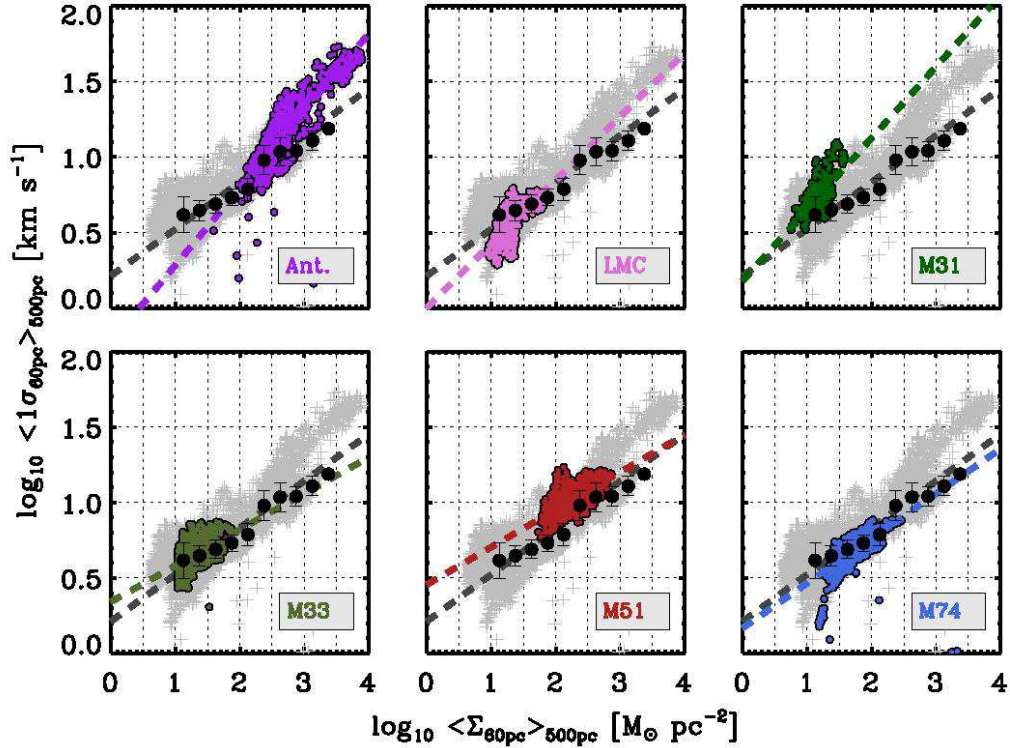 2.0
1.5
1.0
0.5
0.0
Ant.
LMC
M31
2.0
1.5
1.0
0.5
0.0
M33
M51
M74
0 1 2 3 4 0 1 2 3 4 0 1 2 3 4
log₁₀ <1σ₆₀ₚc>₅₀₀ₚc [km s⁻¹]
log₁₀ <Σ₆₀ₚc>₅₀₀ₚc [M⊙ pc⁻²]